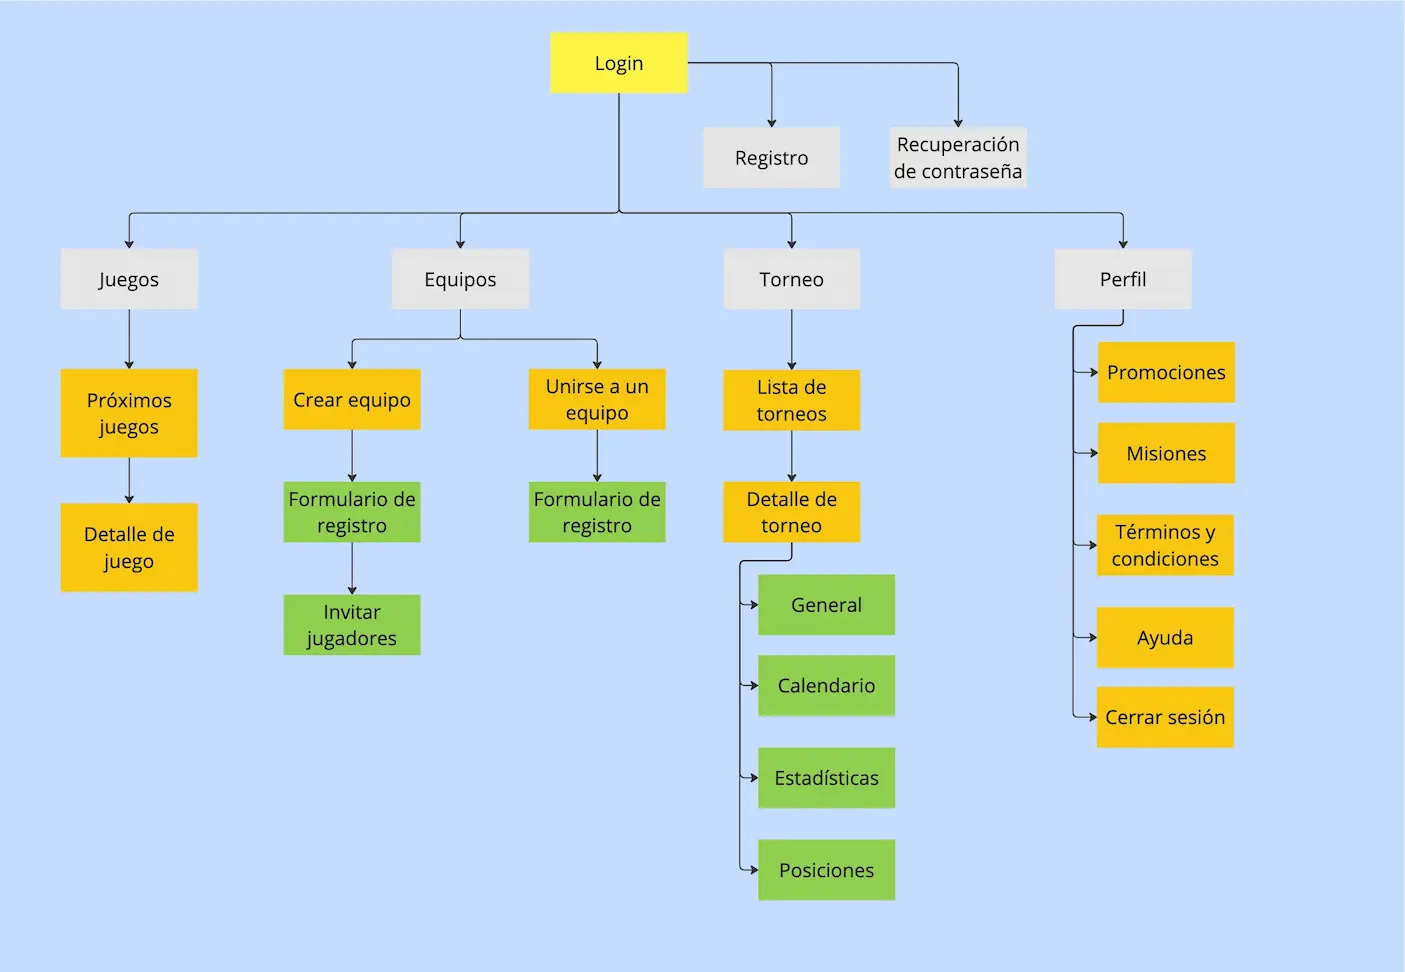 Login
Registro
Recuperación
de contraseña
Juegos
Equipos
Torneo
Perfil
Próximos
juegos
Detalle de
juego
Crear equipo
Formulario de
registro
Invitar
jugadores
Unirse a un
equipo
Formulario de
registro
Lista de
torneos
Detalle de
torneo
General
Calendario
Estadísticas
Posiciones
Promociones
Misiones
Términos y
condiciones
Ayuda
Cerrar sesión